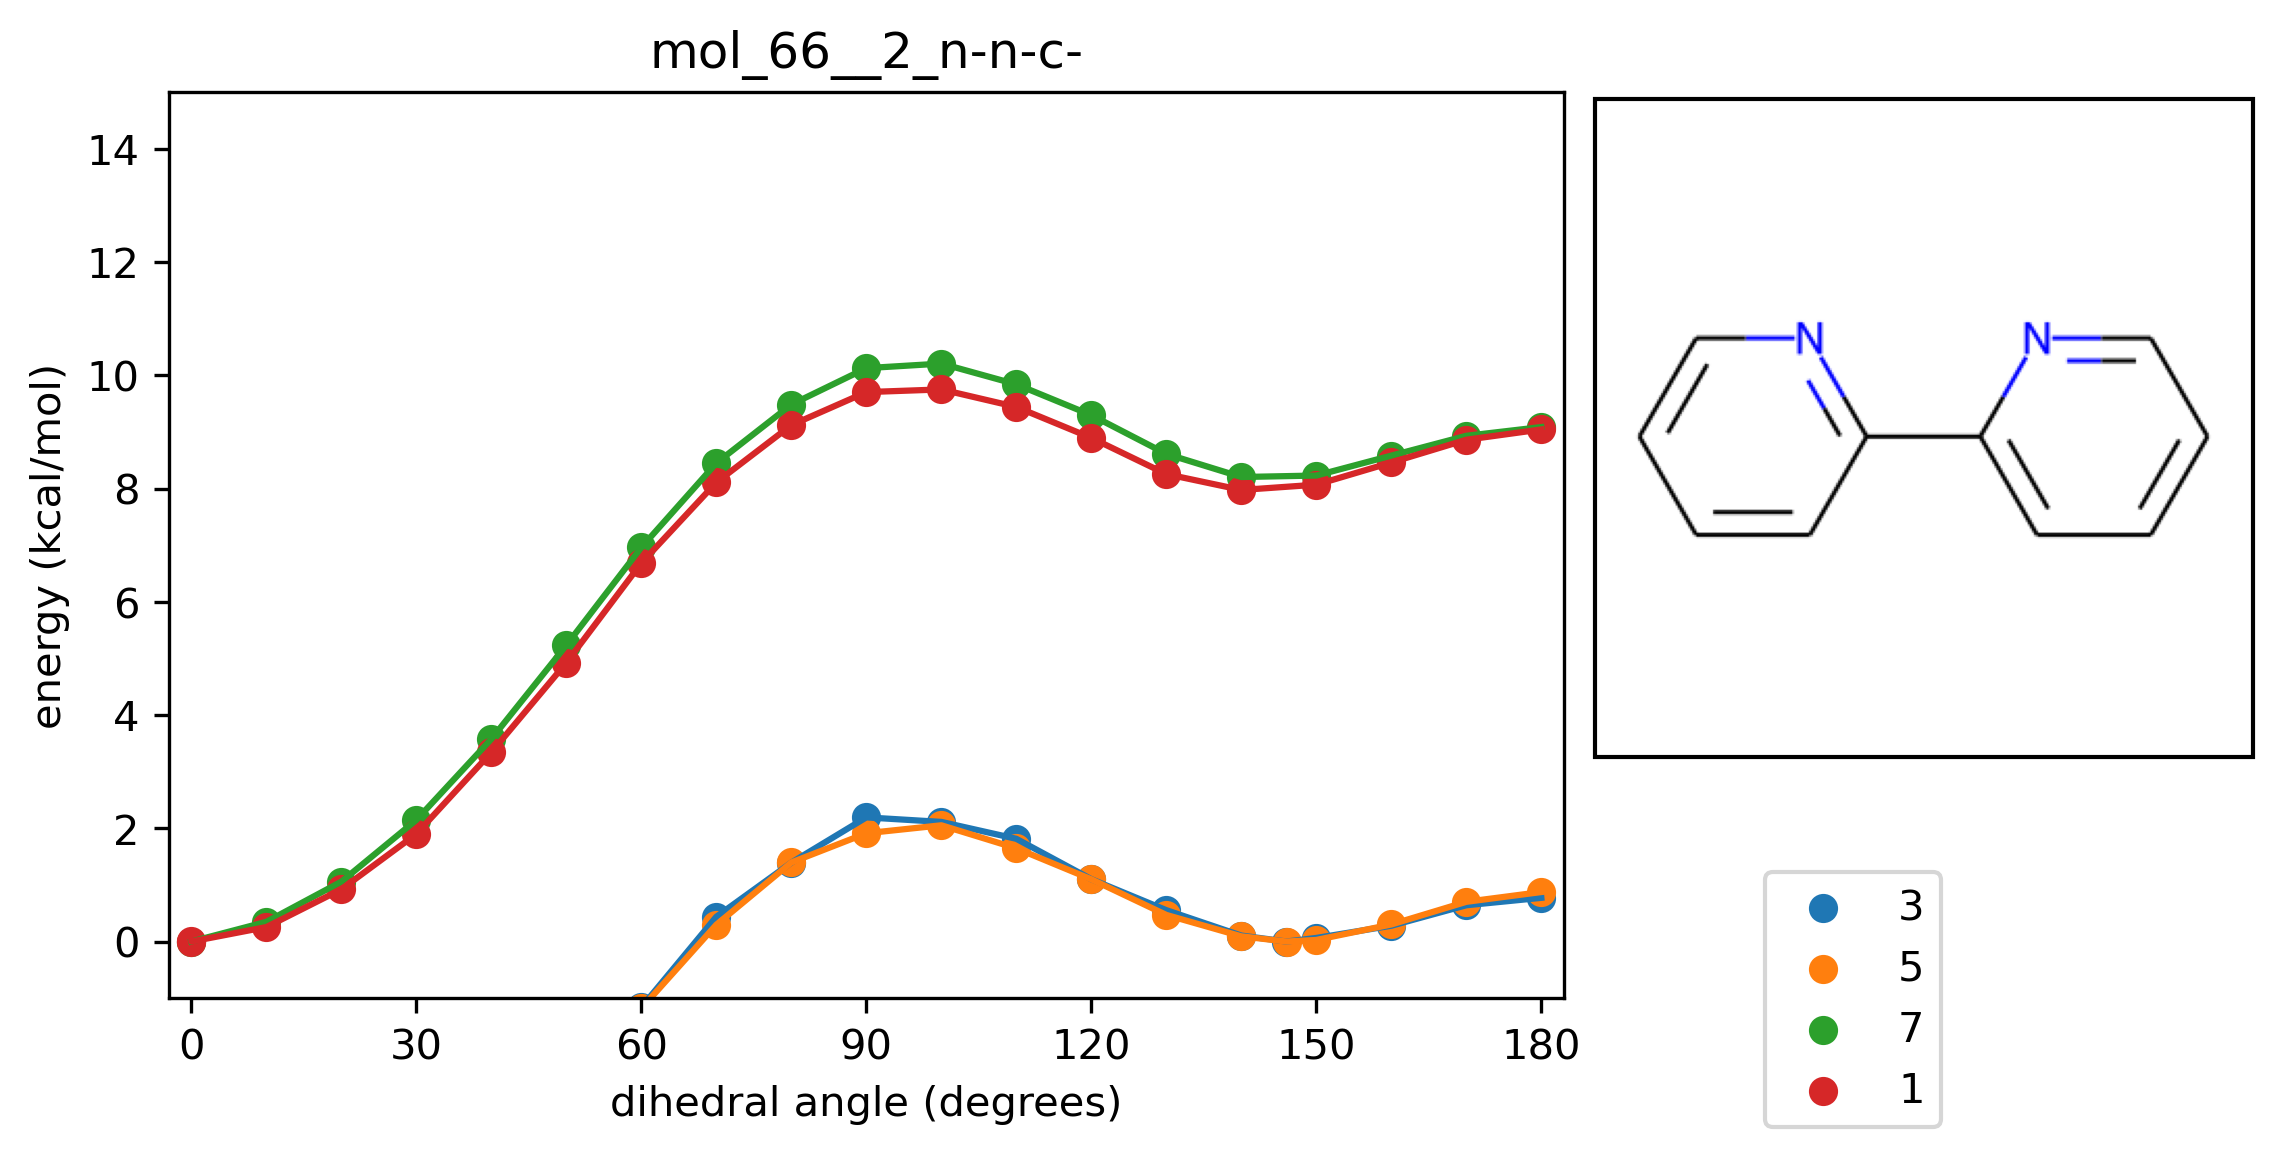 mol_66__2_n-n-c-
14
12
10
8
6
4
2
0
energy (kcal/mol)
0 30 60 90 120 150 180
dihedral angle (degrees)
N N
3
5
7
1